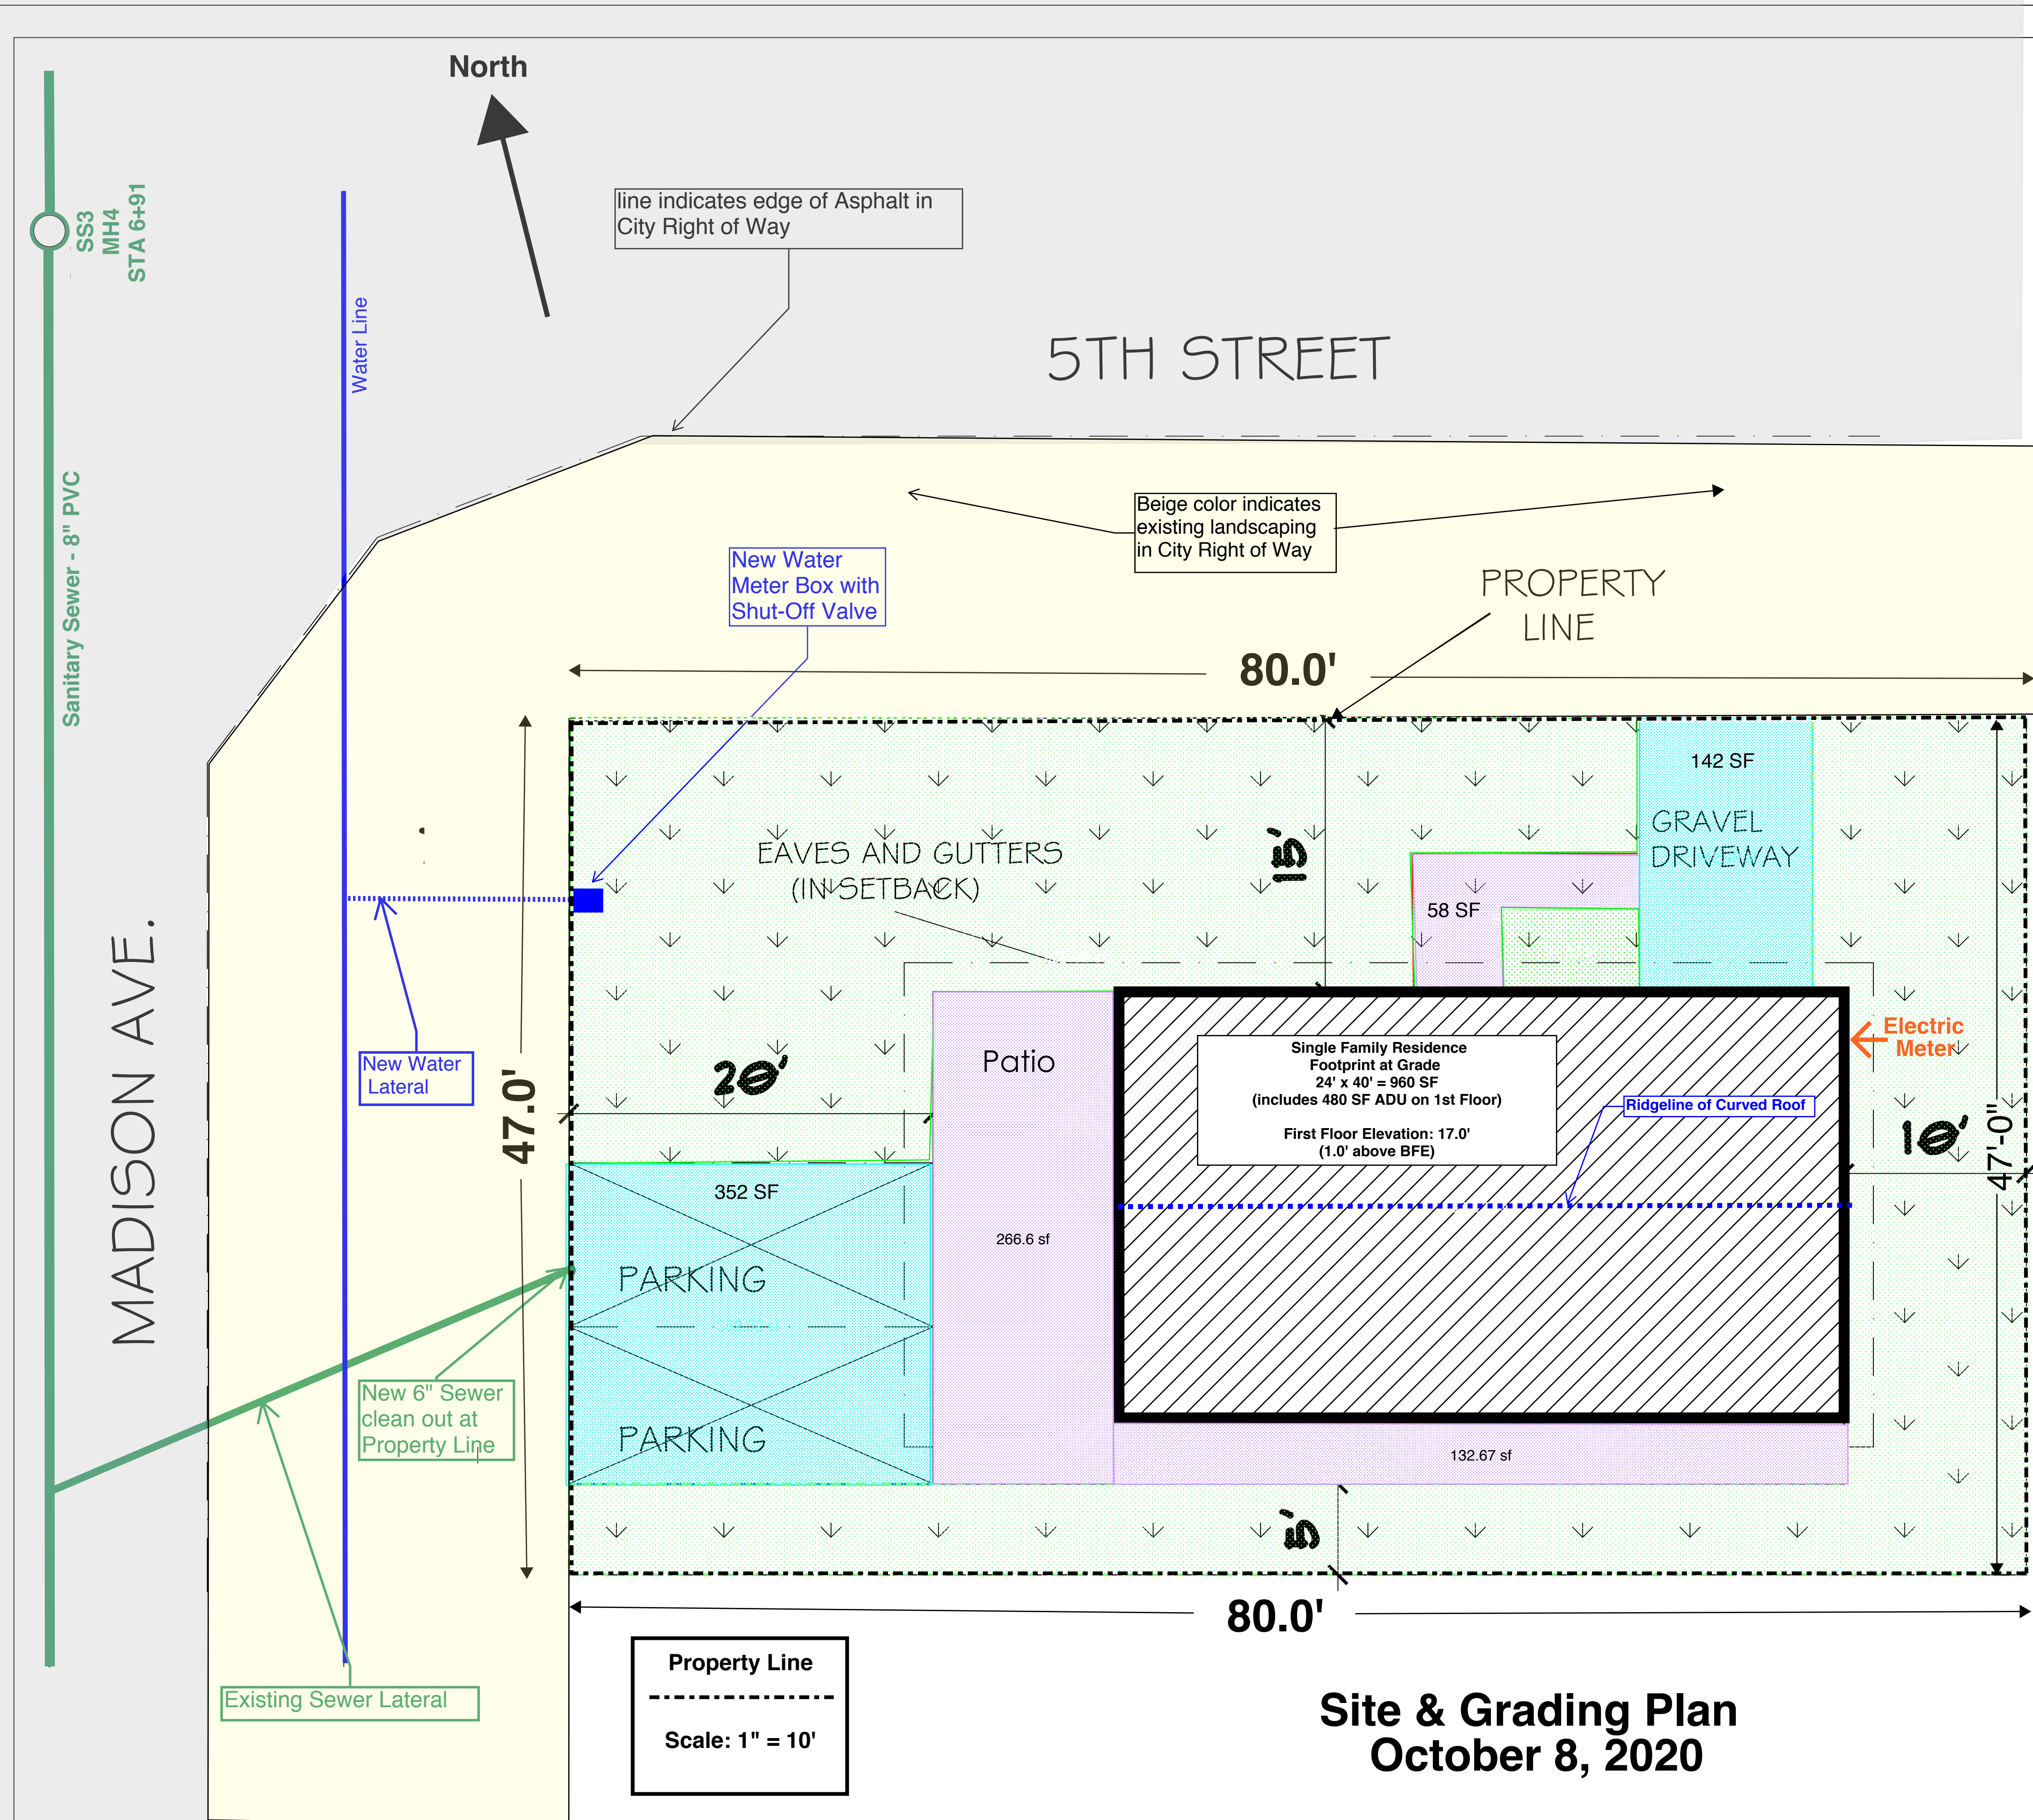 North
SS3
MH4
STA 6+91
line indicates edge of Asphalt in
City Right of Way
Water Line
5TH STREET
Sanitary Sewer - 8" PVC
Beige color indicates
existing landscaping
in City Right of Way
New Water
Meter Box with
Shut-Off Valve
PROPERTY
LINE
80.0'
142 SF
GRAVEL
DRIVEWAY
EAVES AND GUTTERS
(IN SETBACK)
15'
58 SF
MADISON AVE.
New Water
Lateral
47.0'
20'
Patio
Single Family Residence
Footprint at Grade
24' x 40' = 960 SF
(includes 480 SF ADU on 1st Floor)
First Floor Elevation: 17.0'
(1.0' above BFE)
Ridgeline of Curved Roof
Electric
Meter
10'
47'-0"
352 SF
266.6 sf
PARKING
PARKING
132.67 sf
New 6" Sewer
clean out at
Property Line
5'
80.0'
Existing Sewer Lateral
Property Line
Scale: 1" = 10'
Site & Grading Plan
October 8, 2020